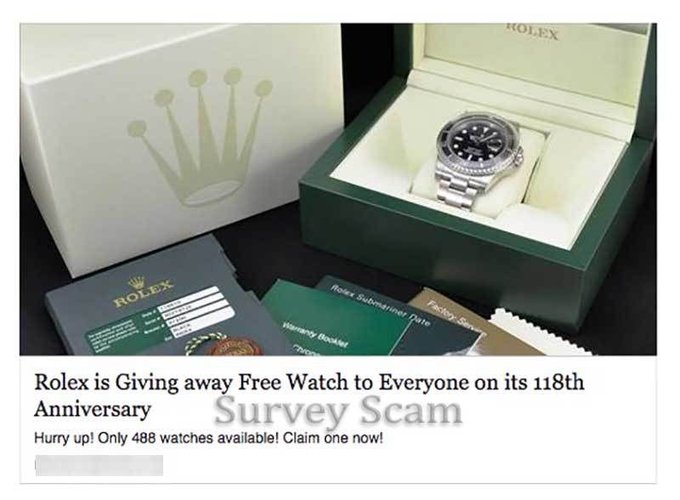 ROLEX
ROLEX
Rolex Submariner Date
Warranty Booklet
Rolex is Giving away Free Watch to Everyone on its 118th
Anniversary
Survey Scam
Hurry up! Only 488 watches available! Claim one now!